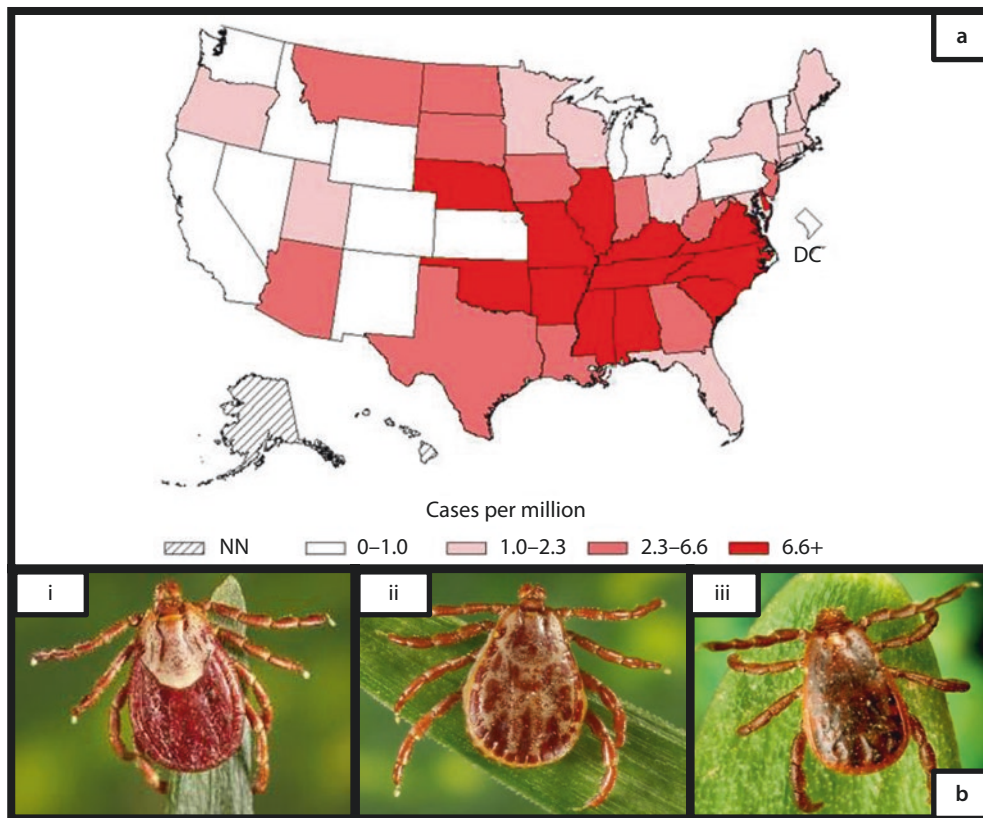 a
DC
Cases per million
NN 0–1.0 1.0–2.3 2.3–6.6 6.6+
i ii iii
b